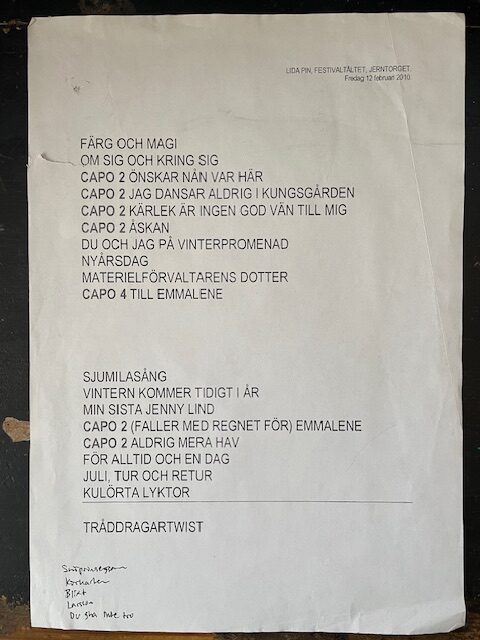 LIDA PIN, FESTIVALTÄLTET, JERNTORGET.
Fredag 12 februari 2010.
FÄRG OCH MAGI
OM SIG OCH KRING SIG
CAPO 2 ÖNSKAR NÅN VAR HÄR
CAPO 2 JAG DANSAR ALDRIG I KUNGSGÅRDEN
CAPO 2 KÄRLEK ÄR INGEN GOD VÄN TILL MIG
CAPO 2 ÅSKAN
DU OCH JAG PÅ VINTERPROMENAD
NYÅRSDAG
MATERIELFÖRVALTARENS DOTTER
CAPO 4 TILL EMMALENE
SJUMILASÅNG
VINTERN KOMMER TIDIGT I ÅR
MIN SISTA JENNY LIND
CAPO 2 (FALLER MED REGNET FÖR) EMMALENE
CAPO 2 ALDRIG MERA HAV
FÖR ALLTID OCH EN DAG
JULI, TUR OCH RETUR
KULÖRTA LYKTOR
TRÅDDRAGARTWIST
Larsson
Du ska inte tro